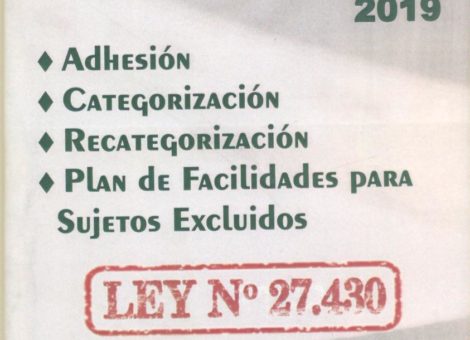 2019
♦ Adhesión
♦ Categorización
♦ Recategorización
♦ Plan de Facilidades para
Sujetos Excluidos
LEY Nº 27.430